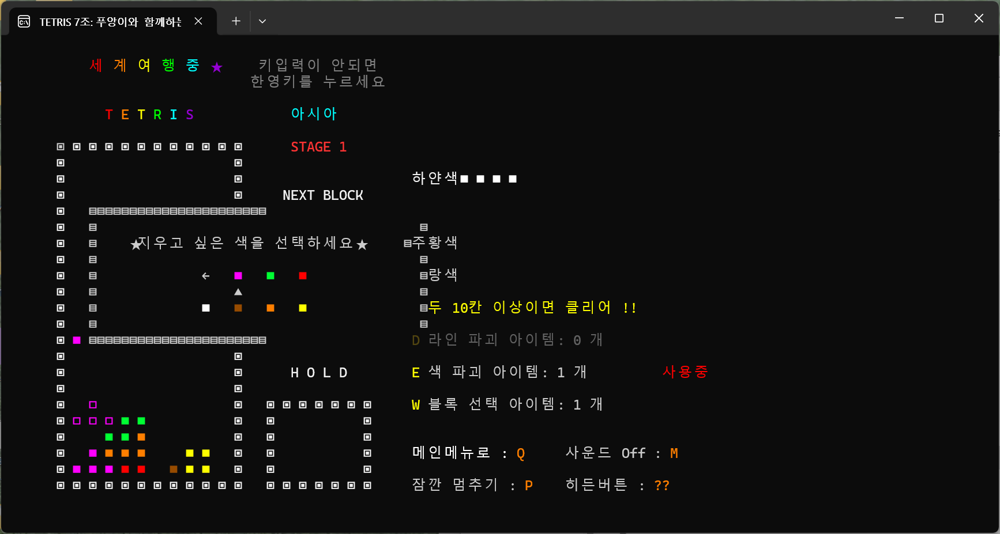 TETRIS 7조: 푸앙이와 함께하는
세 계 여 행 중 ★
키입력이 안되면
한영키를 누르세요
T E T R I S
아시아
STAGE 1
하얀색■ ■ ■ ■
NEXT BLOCK
★지우고 싶은 색을 선택하세요★
주황색
랑색
두 10칸 이상이면 클리어 !!
D 라인 파괴 아이템: 0 개
H O L D
E 색 파괴 아이템: 1 개 사용중
W 블록 선택 아이템: 1 개
메인메뉴로 : Q 사운드 Off : M
잠깐 멈추기 : P 히든버튼 : ??